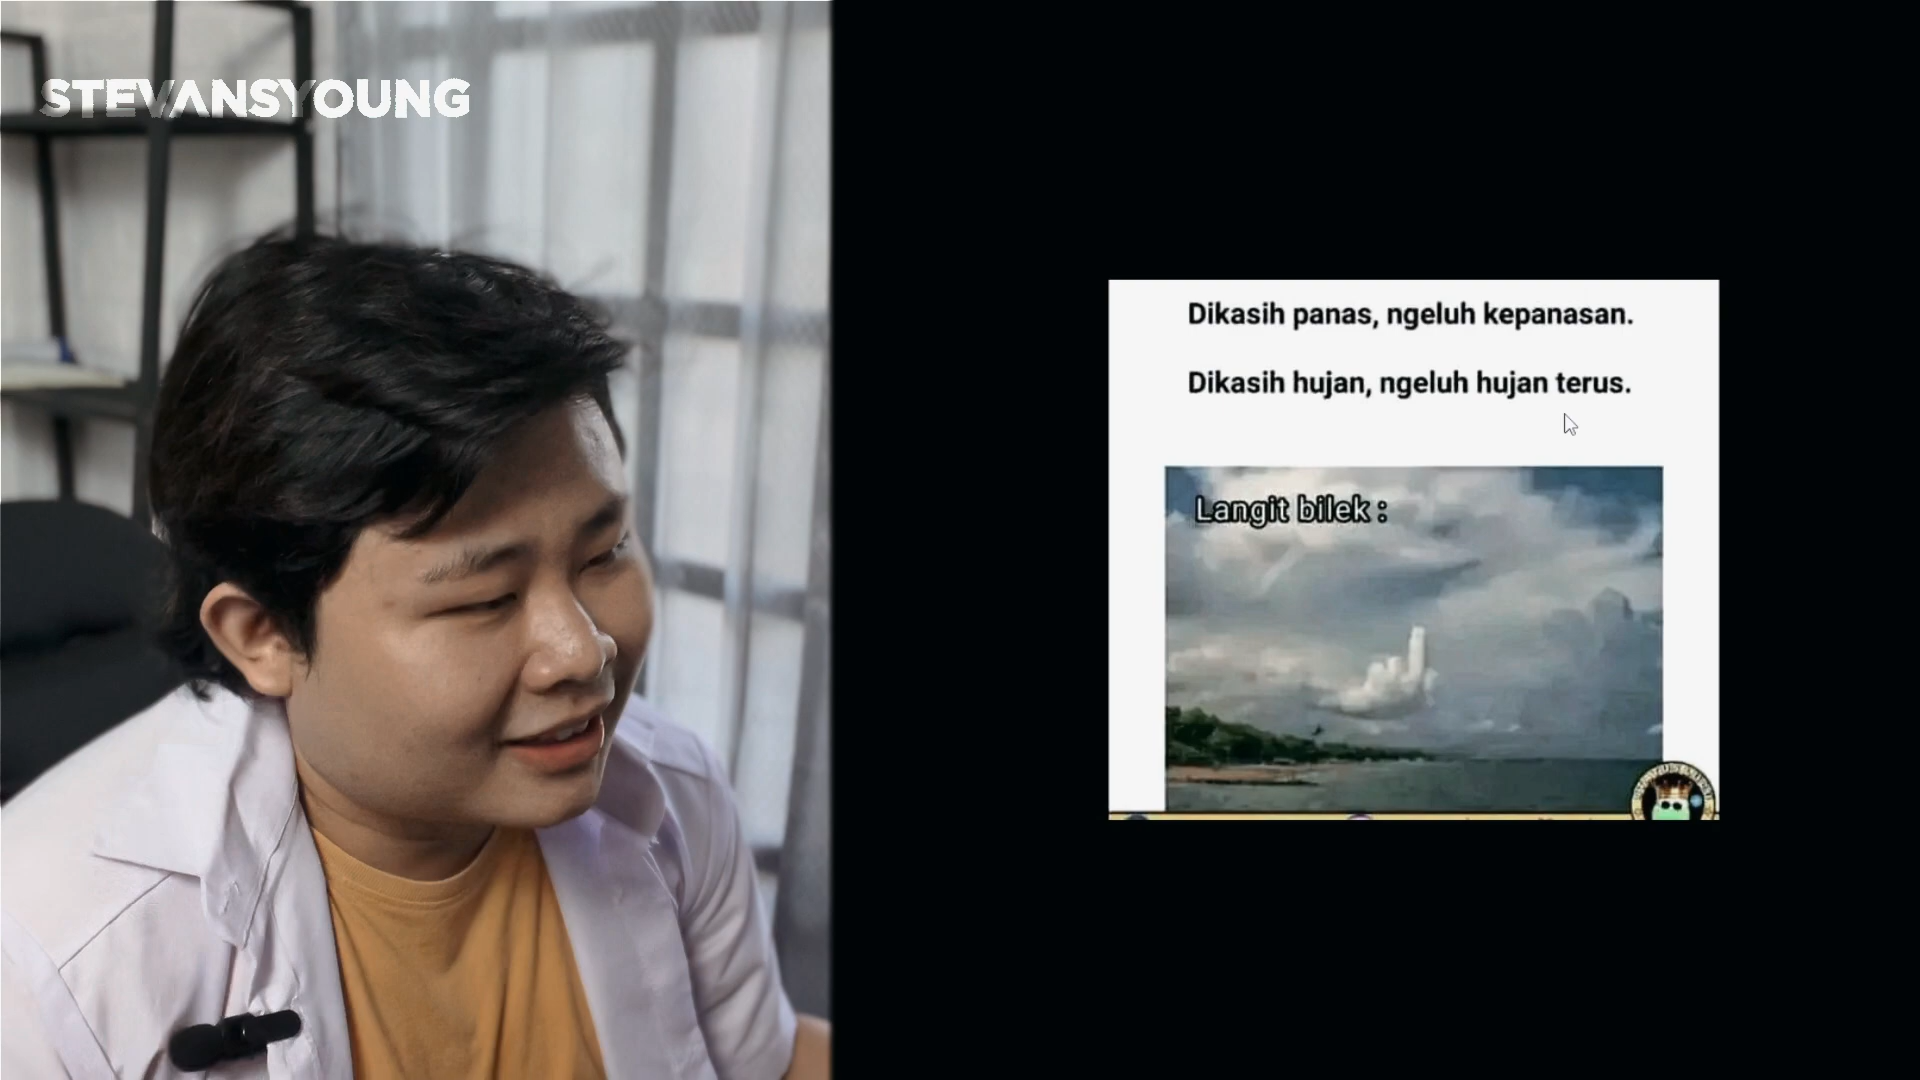 STEVANSYOUNG
Dikasih panas, ngeluh kepanasan.
Dikasih hujan, ngeluh hujan terus.
Langit bilek :